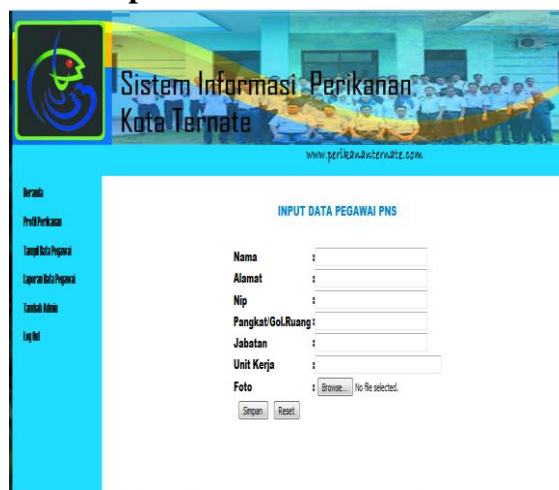 Sistem Informasi Perikanan
Kota Ternate
www.perikananternate.com
Beranda
Profil Perikanan
Tampil Data Pegawai
Laporan Data Pegawai
Tambah Admin
Log Out
INPUT DATA PEGAWAI PNS
Nama :
Alamat :
Nip :
Pangkat/Gol.Ruang :
Jabatan :
Unit Kerja :
Foto : Browse... No file selected.
Simpan Reset